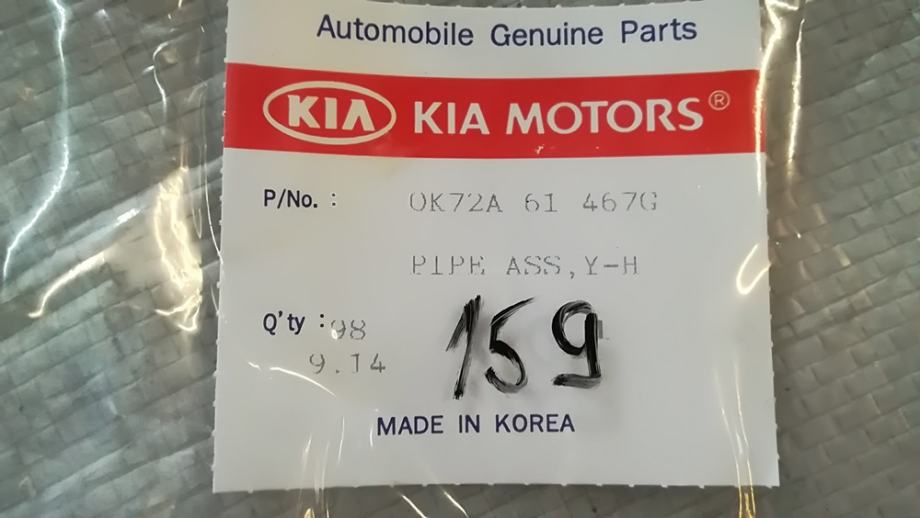 Automobile Genuine Parts
KIA KIA MOTORS®
P/No. : 0K72A 61 467G
PIPE ASS,Y-H
Q'ty : 98
9.14
159
MADE IN KOREA